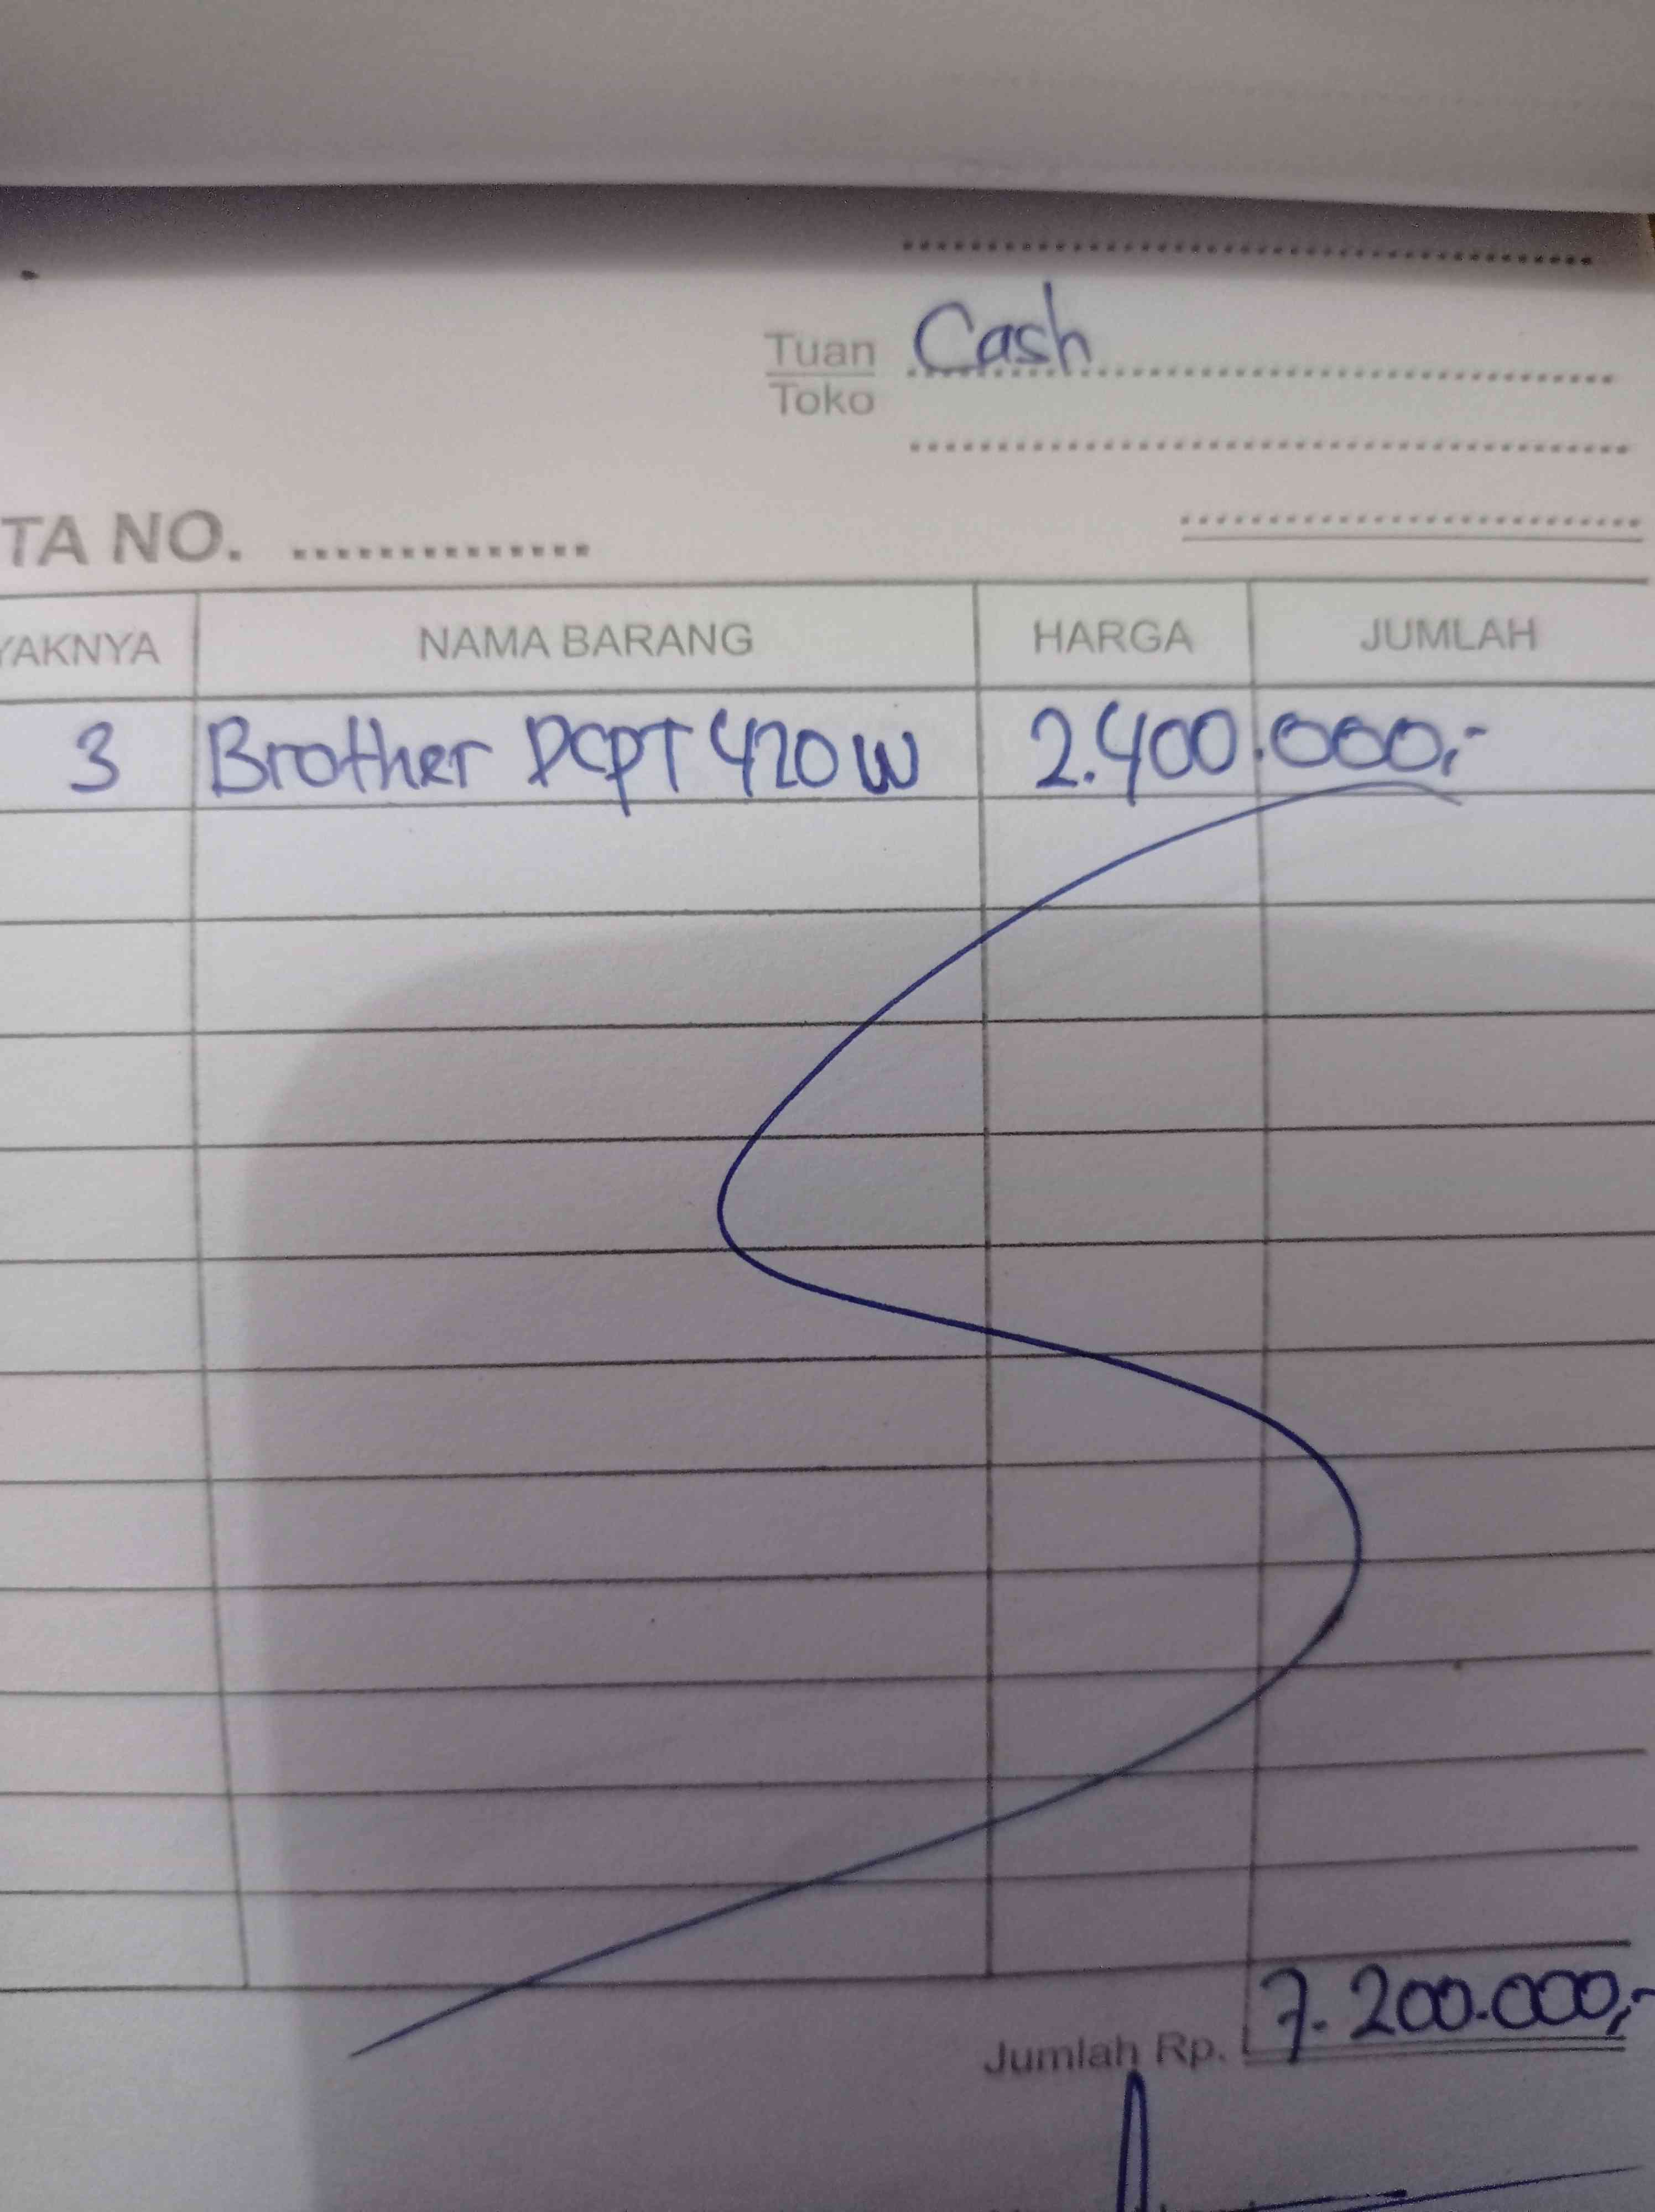 Tuan Cash
Toko
TA NO. ..............
YAKNYA NAMA BARANG HARGA JUMLAH
3 Brother DCPT 420 W 2.400.000,-
Jumlah Rp. 7.200.000,-